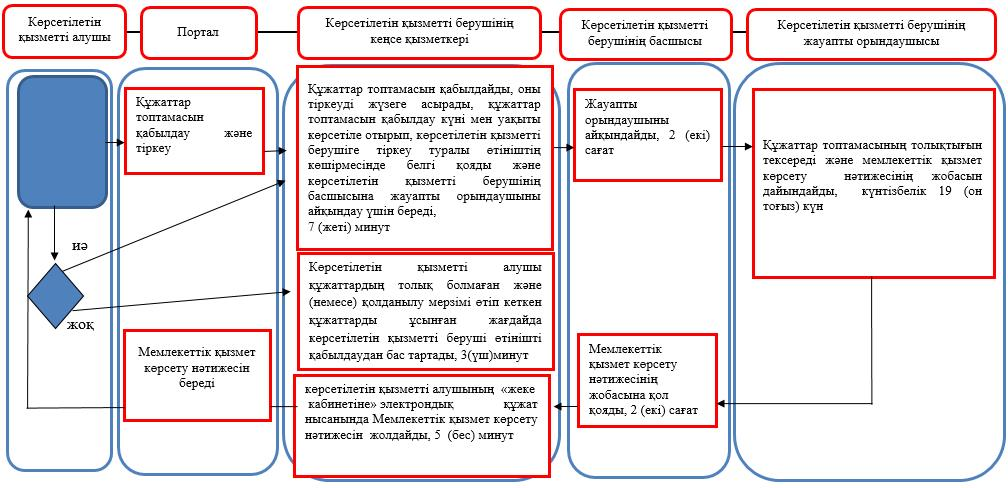 Көрсетілетін
қызметті алушы
Портал
Көрсетілетін қызметті берушінің
кеңсе қызметкері
Көрсетілетін қызметті
берушінің басшысы
Көрсетілетін қызметті берушінің
жауапты орындаушысы
Құжаттар
топтамасын
қабылдау және
тіркеу
Құжаттар топтамасын қабылдайды, оны
тіркеуді жүзеге асырады, құжаттар
топтамасын қабылдау күні мен уақыты
көрсетіле отырып, көрсетілетін қызметті
берушіге тіркеу туралы өтініштің
көшірмесінде белгі қояды және
көрсетілетін қызметті берушінің
басшысына жауапты орындаушыны
айқындау үшін береді,
7 (жеті) минут
Жауапты
орындаушыны
айқындайды, 2 (екі)
сағат
Құжаттар топтамасының толықтығын
тексереді және мемлекеттік қызмет
көрсету нәтижесінің жобасын
дайындайды, күнтізбелік 19 (он
тоғыз) күн
иә
жоқ
Көрсетілетін қызметті алушы
құжаттардың толық болмаған және
(немесе) қолданылу мерзімі өтіп кеткен
құжаттарды ұсынған жағдайда
көрсетілетін қызметті беруші өтінішті
қабылдаудан бас тартады, 3(үш)минут
Мемлекеттік қызмет
көрсету нәтижесін
береді
көрсетілетін қызметті алушының «жеке
кабинетіне» электрондық құжат
нысанында Мемлекеттік қызмет көрсету
нәтижесін жолдайды, 5 (бес) минут
Мемлекеттік
қызмет көрсету
нәтижесінің
жобасына қол
қояды, 2 (екі) сағат